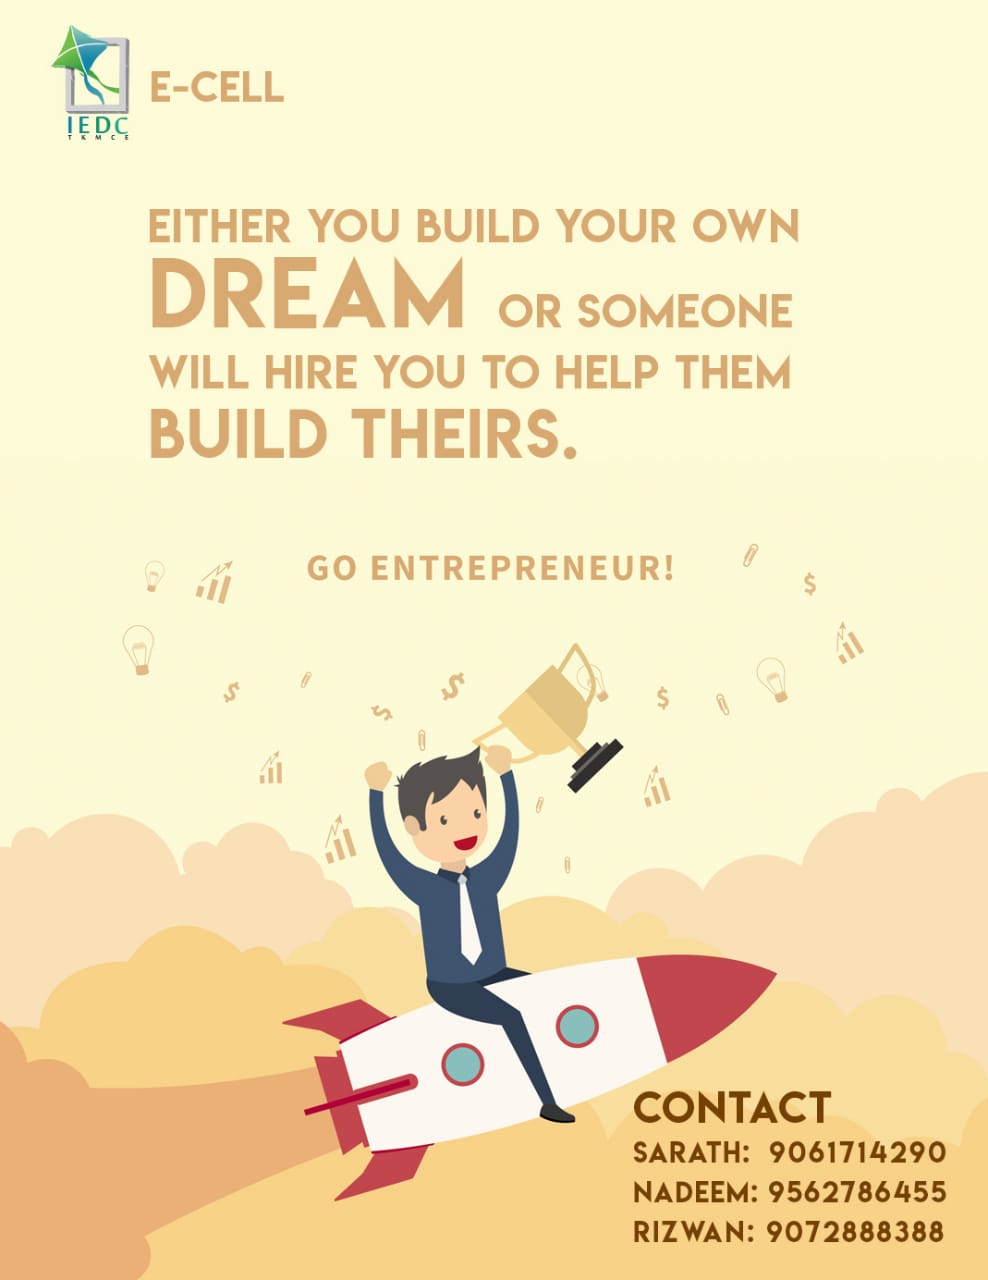 E-CELL
IEDC
TKMCE
EITHER YOU BUILD YOUR OWN
DREAM OR SOMEONE
WILL HIRE YOU TO HELP THEM
BUILD THEIRS.
GO ENTREPRENEUR!
CONTACT
SARATH: 9061714290
NADEEM: 9562786455
RIZWAN: 9072888388